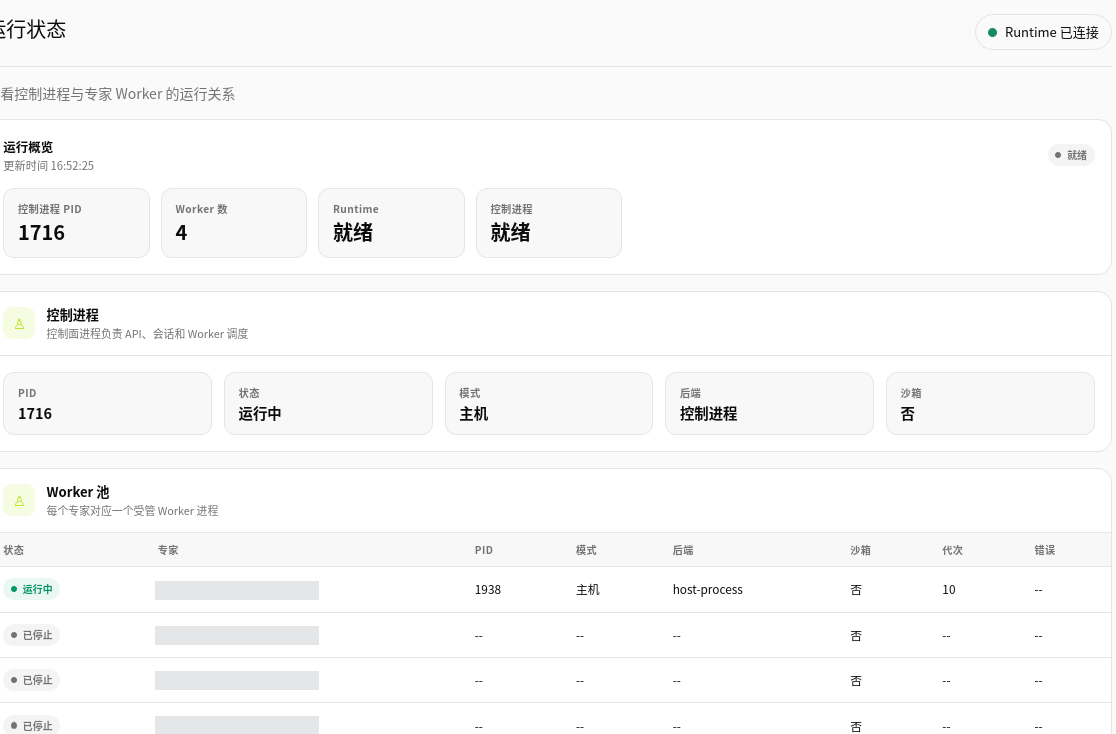 运行状态
Runtime 已连接
看控制进程与专家 Worker 的运行关系
运行概览
更新时间 16:52:25
就绪
控制进程 PID
1716
Worker 数
4
Runtime
就绪
控制进程
就绪
控制进程
控制面进程负责 API、会话和 Worker 调度
PID
1716
状态
运行中
模式
主机
后端
控制进程
沙箱
否
Worker 池
每个专家对应一个受管 Worker 进程
状态 专家 PID 模式 后端 沙箱 代次 错误
运行中 1938 主机 host-process 否 10 --
已停止 -- -- -- 否 -- --
已停止 -- -- -- 否 -- --
已停止 -- -- -- 否 -- --